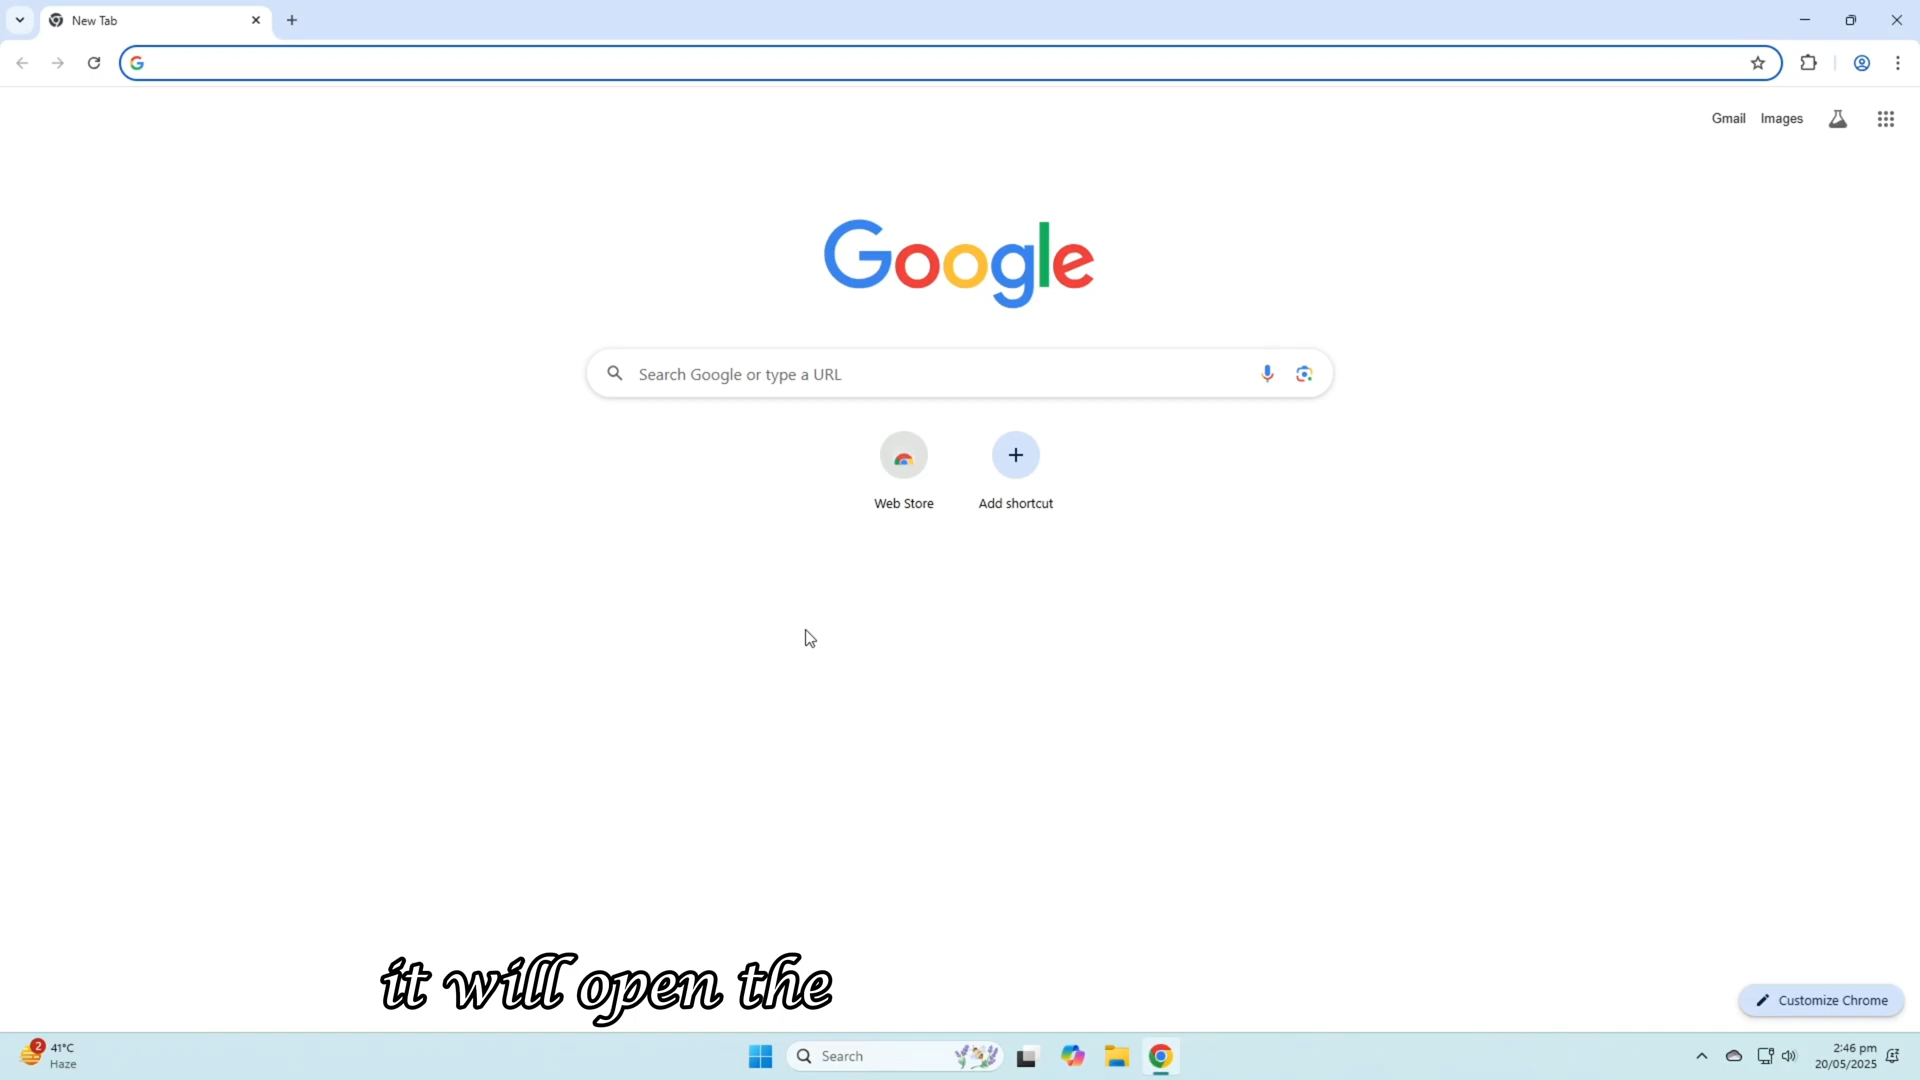 New Tab
Gmail Images
Google
Search Google or type a URL
Web Store Add shortcut
it will open the
Customize Chrome
2 41°C
Haze
Search
2:46 pm
20/05/2025